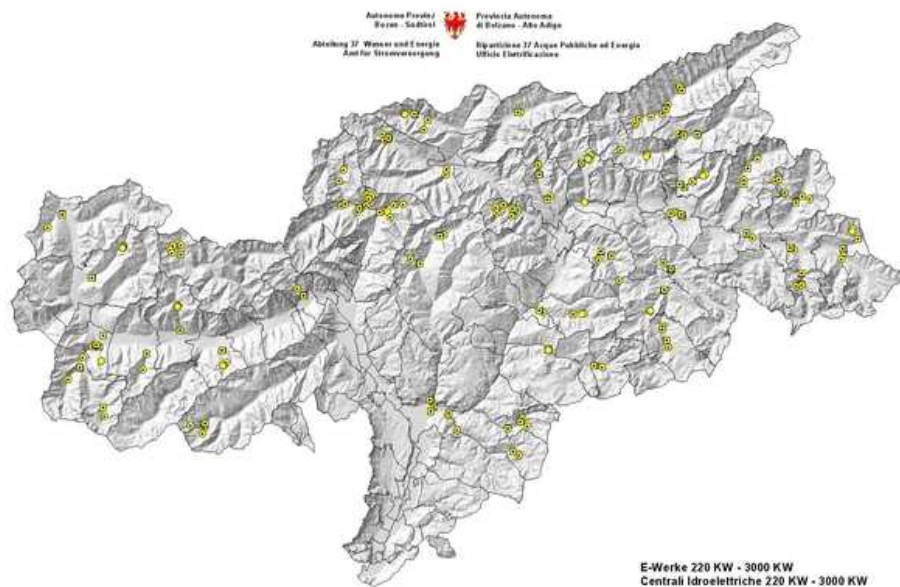 Autonome Provinz
Bozen - Südtirol
Provincia Autonoma
di Bolzano - Alto Adige
Abteilung 37 Wasser und Energie
Amt für Stromversorgung
Ripartizione 37 Acque Pubbliche ed Energia
Ufficio Elettrificazione
E-Werke 220 KW - 3000 KW
Centrali Idroelettriche 220 KW - 3000 KW